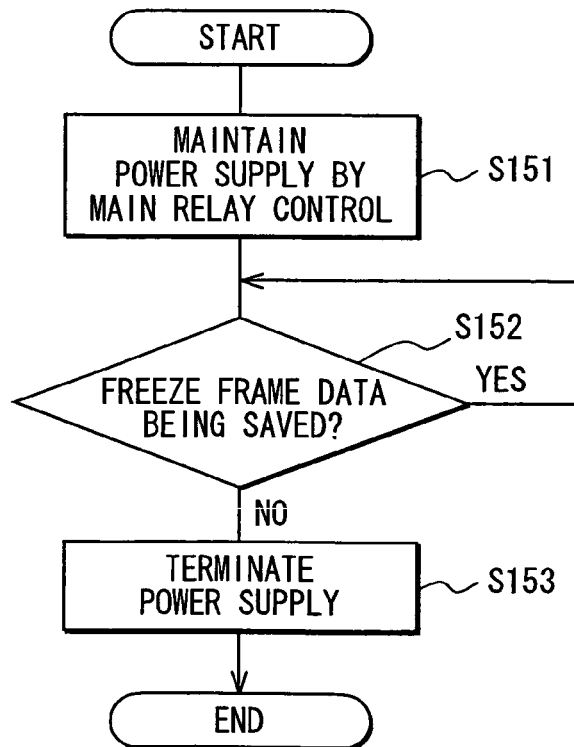 START
MAINTAIN
POWER SUPPLY BY
MAIN RELAY CONTROL
S151
S152
FREEZE FRAME DATA
BEING SAVED?
YES
NO
TERMINATE
POWER SUPPLY
S153
END